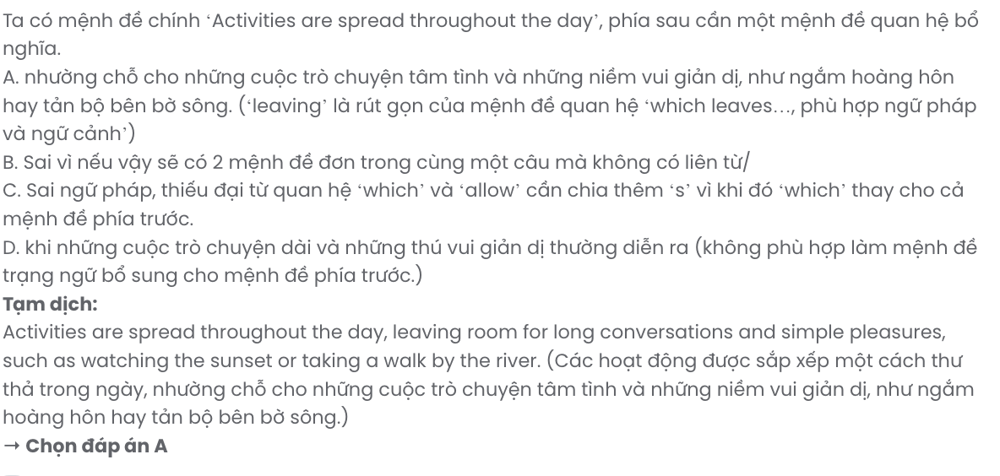 Ta có mệnh đề chính ‘Activities are spread throughout the day’, phía sau cần một mệnh đề quan hệ bổ
nghĩa.
A. nhường chỗ cho những cuộc trò chuyện tâm tình và những niềm vui giản dị, như ngắm hoàng hôn
hay tản bộ bên bờ sông. (‘leaving’ là rút gọn của mệnh đề quan hệ ‘which leaves…, phù hợp ngữ pháp
và ngữ cảnh’)
B. Sai vì nếu vậy sẽ có 2 mệnh đề đơn trong cùng một câu mà không có liên từ/
C. Sai ngữ pháp, thiếu đại từ quan hệ ‘which’ và ‘allow’ cần chia thêm ‘s’ vì khi đó ‘which’ thay cho cả
mệnh đề phía trước.
D. khi những cuộc trò chuyện dài và những thú vui giản dị thường diễn ra (không phù hợp làm mệnh đề
trạng ngữ bổ sung cho mệnh đề phía trước.)
Tạm dịch:
Activities are spread throughout the day, leaving room for long conversations and simple pleasures,
such as watching the sunset or taking a walk by the river. (Các hoạt động được sắp xếp một cách thư
thả trong ngày, nhường chỗ cho những cuộc trò chuyện tâm tình và những niềm vui giản dị, như ngắm
hoàng hôn hay tản bộ bên bờ sông.)
→ Chọn đáp án A